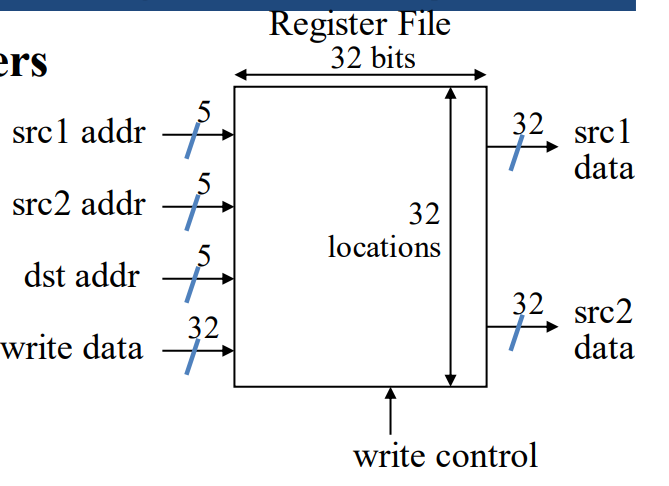 Register File
ers
32 bits
5
src1 addr
32
src1
data
5
src2 addr
32
locations
5
dst addr
32
write data
32
src2
data
write control